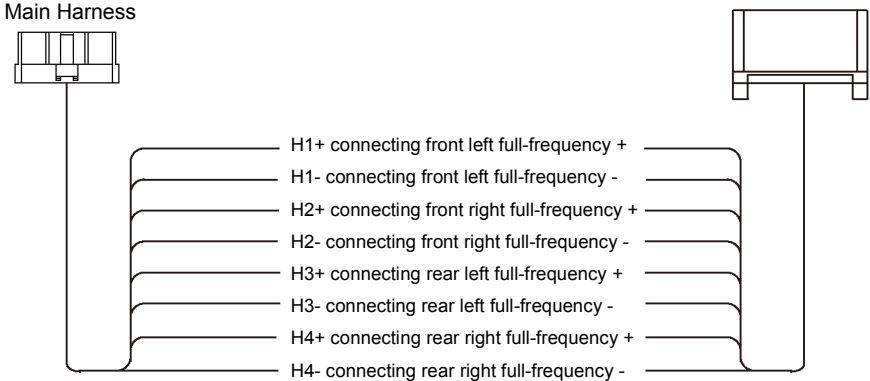 Main Harness
H1+ connecting front left full-frequency +
H1- connecting front left full-frequency -
H2+ connecting front right full-frequency +
H2- connecting front right full-frequency -
H3+ connecting rear left full-frequency +
H3- connecting rear left full-frequency -
H4+ connecting rear right full-frequency +
H4- connecting rear right full-frequency -